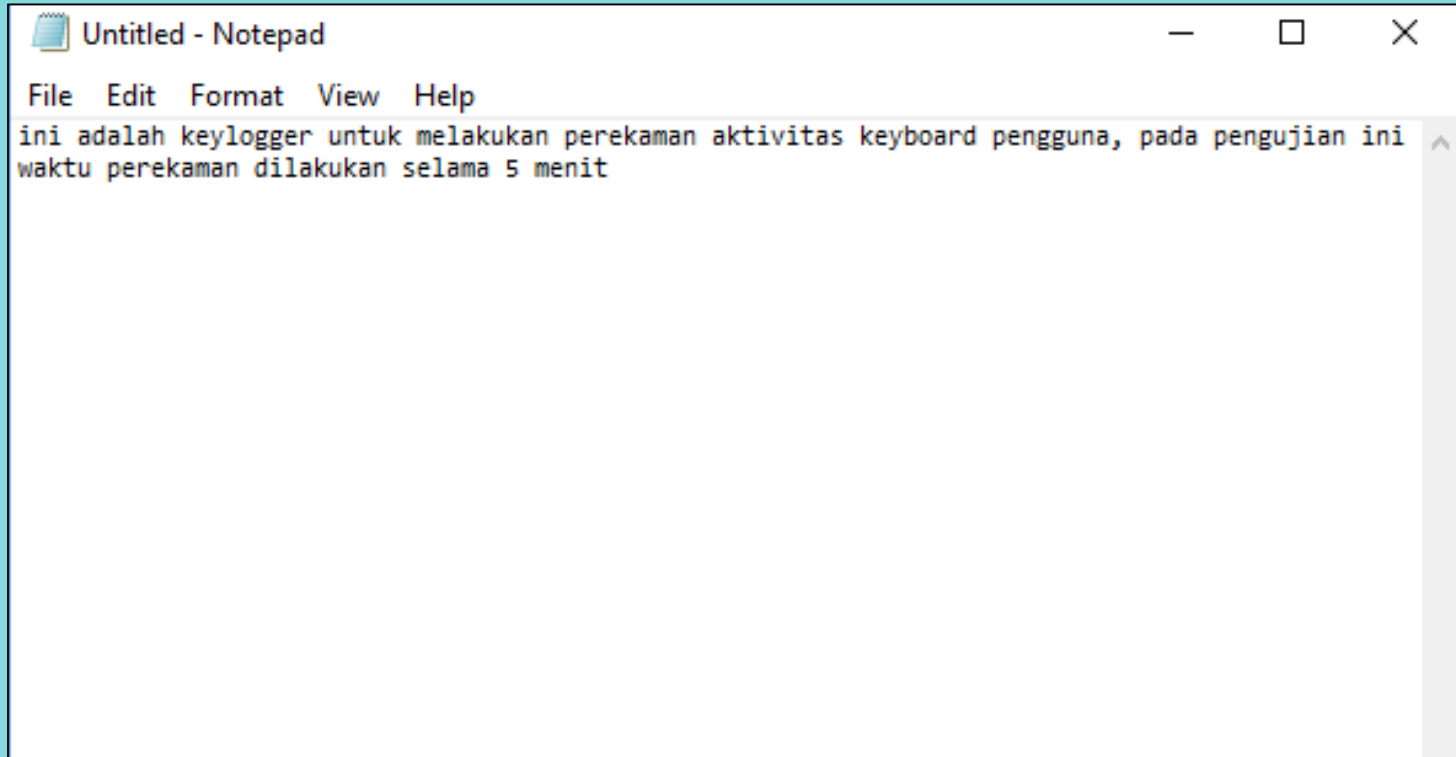 Untitled - Notepad
File Edit Format View Help
ini adalah keylogger untuk melakukan perekaman aktivitas keyboard pengguna, pada pengujian ini
waktu perekaman dilakukan selama 5 menit